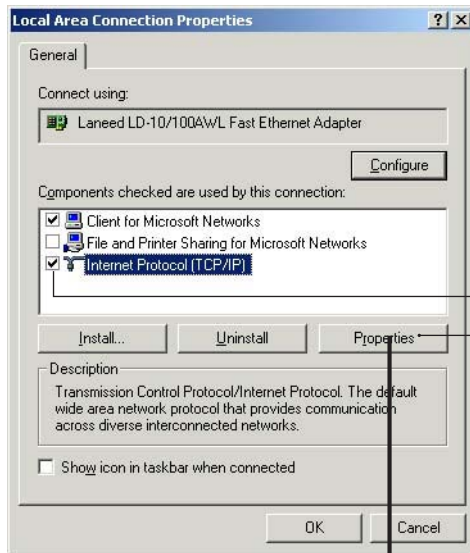 Local Area Connection Properties
General
Connect using:
Laneed LD-10/100AWL Fast Ethernet Adapter
Configure
Components checked are used by this connection:
Client for Microsoft Networks
File and Printer Sharing for Microsoft Networks
Internet Protocol (TCP/IP)
Install...
Uninstall
Properties
Description
Transmission Control Protocol/Internet Protocol. The default
wide area network protocol that provides communication
across diverse interconnected networks.
Show icon in taskbar when connected
OK
Cancel